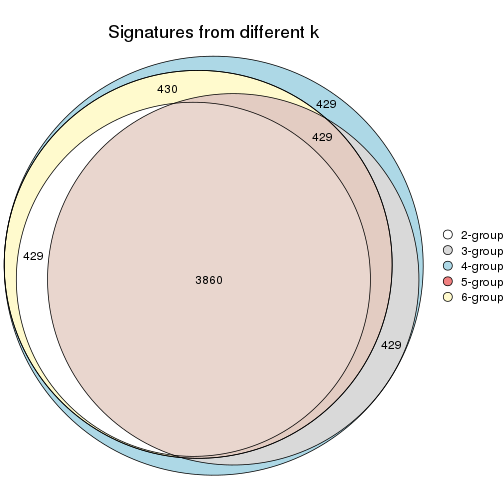 Signatures from different k
430
429
429
429
3860
429
2-group
3-group
4-group
5-group
6-group